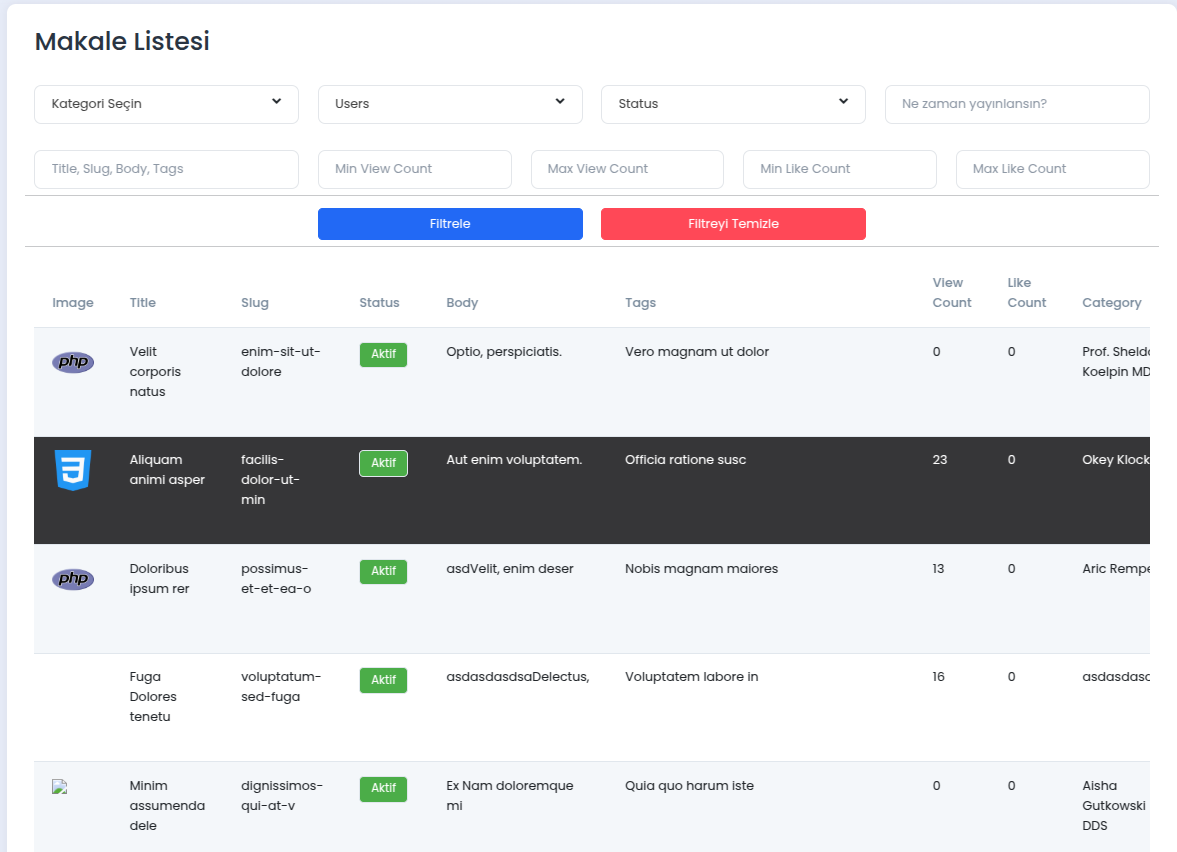 Makale Listesi
Kategori Seçin
Users
Status
Ne zaman yayınlansın?
Title, Slug, Body, Tags
Min View Count
Max View Count
Min Like Count
Max Like Count
Filtrele
Filtreyi Temizle
Image
Title
Slug
Status
Body
Tags
View
Count
Like
Count
Category
php
Velit
corporis
natus
enim-sit-ut-
dolore
Aktif
Optio, perspiciatis.
Vero magnam ut dolor
0
0
Prof. Sheldo
Koelpin MD
Aliquam
animi asper
facilis-
dolor-ut-
min
Aktif
Aut enim voluptatem.
Officia ratione susc
23
0
Okey Klock
php
Doloribus
ipsum rer
possimus-
et-et-ea-o
Aktif
asdVelit, enim deser
Nobis magnam maiores
13
0
Aric Rempe
Fuga
Dolores
tenetu
voluptatum-
sed-fuga
Aktif
asdasdasdsaDelectus,
Voluptatem labore in
16
0
asdasdasd
Minim
assumenda
dele
dignissimos-
qui-at-v
Aktif
Ex Nam doloremque
mi
Quia quo harum iste
0
0
Aisha
Gutkowski
DDS